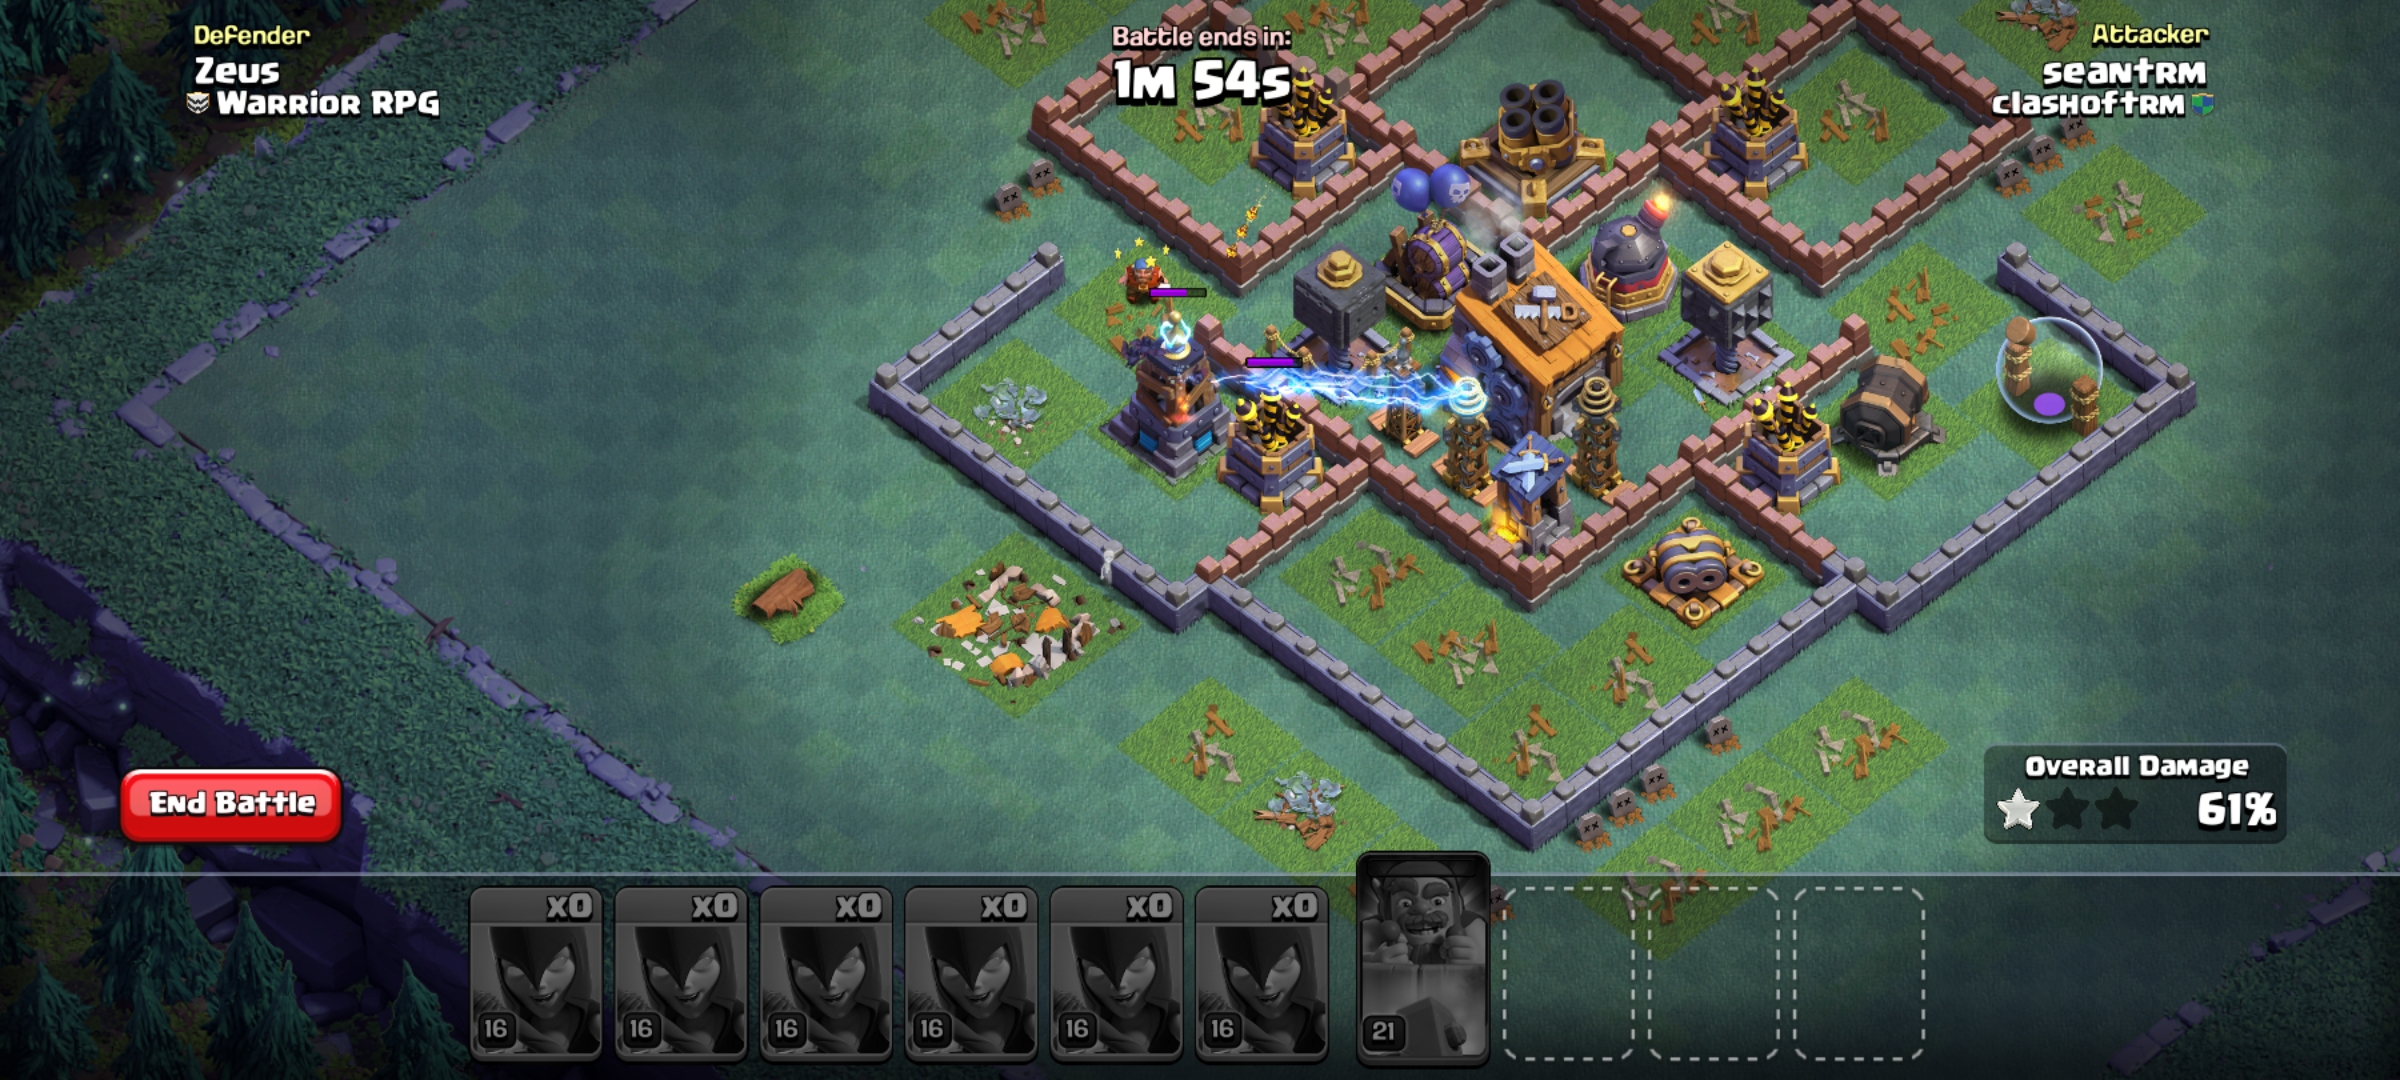 Defender
Zeus
Warrior RPG
Battle ends in:
1M 54s
Attacker
seantrm
clashoftrm
End Battle
Overall Damage
61%
x0
x0
x0
x0
x0
x0
16
16
16
16
16
16
21